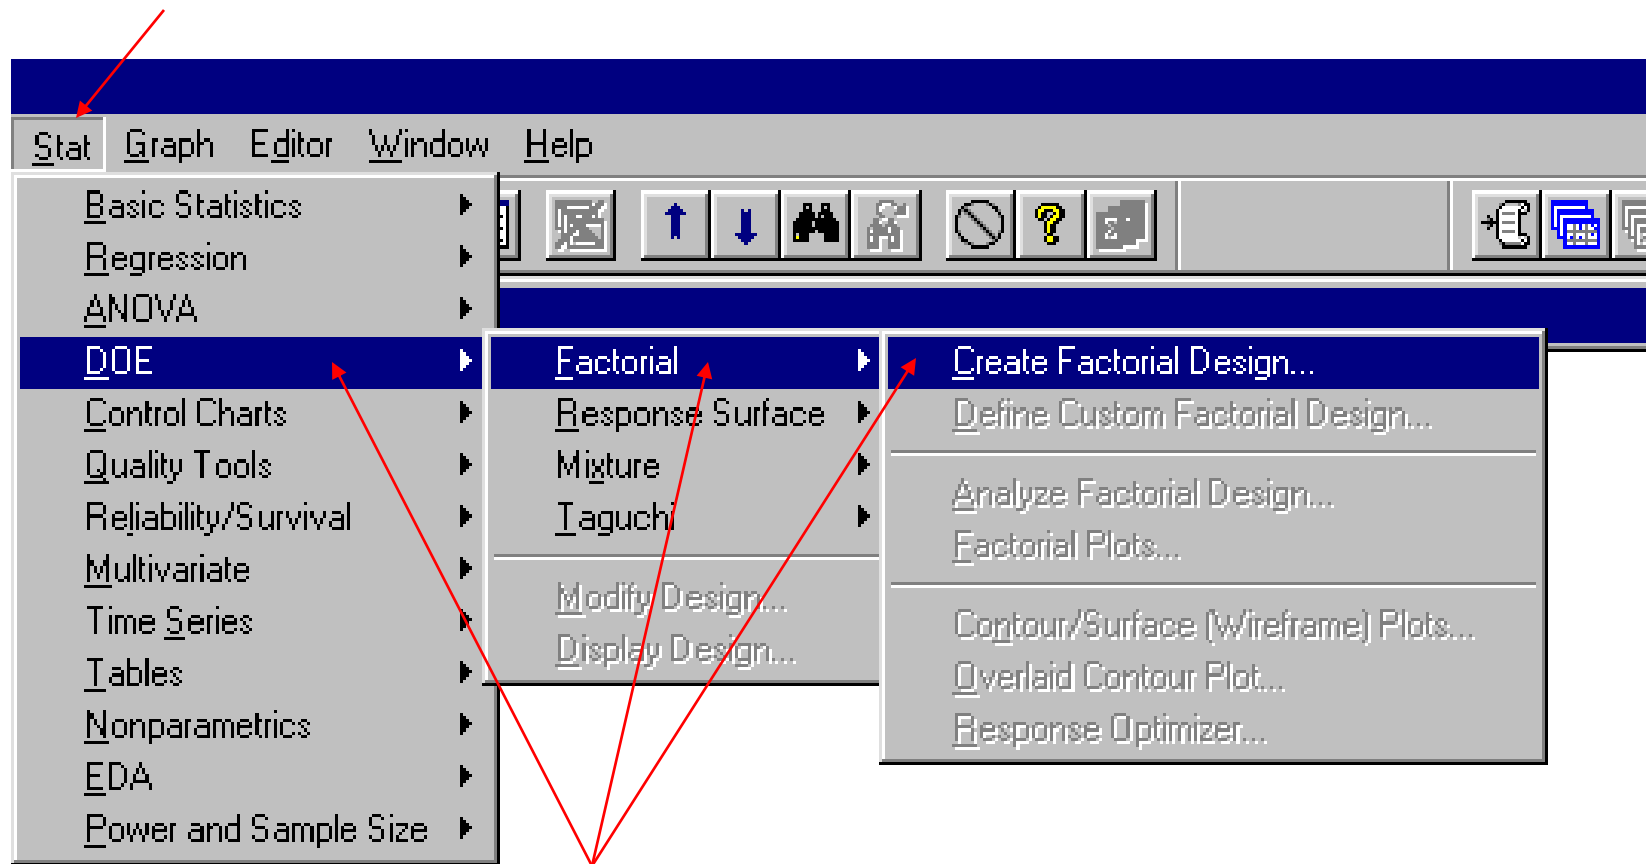 Stat Graph Editor Window Help
Basic Statistics
Regression
ANOVA
DOE
Control Charts
Quality Tools
Reliability/Survival
Multivariate
Time Series
Tables
Nonparametrics
EDA
Power and Sample Size
Factorial
Response Surface
Mixture
Taguchi
Modify Design...
Display Design...
Create Factorial Design...
Define Custom Factorial Design...
Analyze Factorial Design...
Factorial Plots...
Contour/Surface (Wireframe) Plots...
Overlaid Contour Plot...
Response Optimizer...